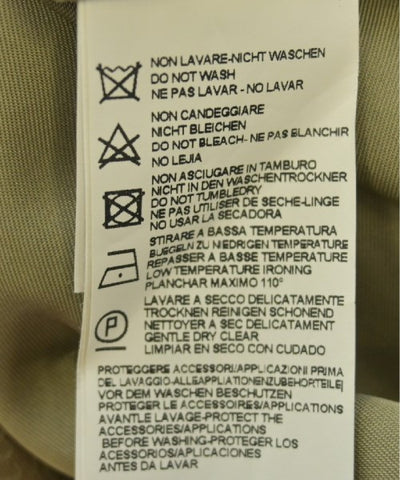 NON LAVARE-NICHT WASCHEN
DO NOT WASH
NE PAS LAVAR - NO LAVAR
NON CANDEGGIARE
NICHT BLEICHEN
DO NOT BLEACH- NE PAS BLANCHIR
NO LEJIA
NON ASCIUGARE IN TAMBURO
NICHT IN DEN WASCHENTROCKNER
DO NOT TUMBLEDRY
NE PAS UTILISER DE SECHE-LINGE
NO USAR LA SECADORA
STIRARE A BASSA TEMPERATURA
BUEGELN ZU NIEDRIGEN TEMPERATURE
REPASSER A BASSE TEMPERATURE
LOW TEMPERATURE IRONING
PLANCHAR MAXIMO 110°
P
LAVARE A SECCO DELICATAMENTE
TROCKNEN REINIGEN SCHONEND
NETTOYER A SEC DELICATAMENT
GENTLE DRY CLEAR
LIMPIAR EN SECO CON CUDADO
PROTEGGERE ACCESSORI/APPLICAZIONI PRIMA
DEL LAVAGGIO-ALLEAPPLIATIONENZUBEHORTEILE|
VOR DEM WASCHEN BESCHUTZEN
PROTEGER LE ACCESSOIRES/APPLICATIONS
AVANTLE LAVAGE-PROTECT THE
ACCESSORIES/APPLICATIONS
BEFORE WASHING-PROTEGER LOS
ACESORIOS/APLICACIONES
ANTES DA LAVAR